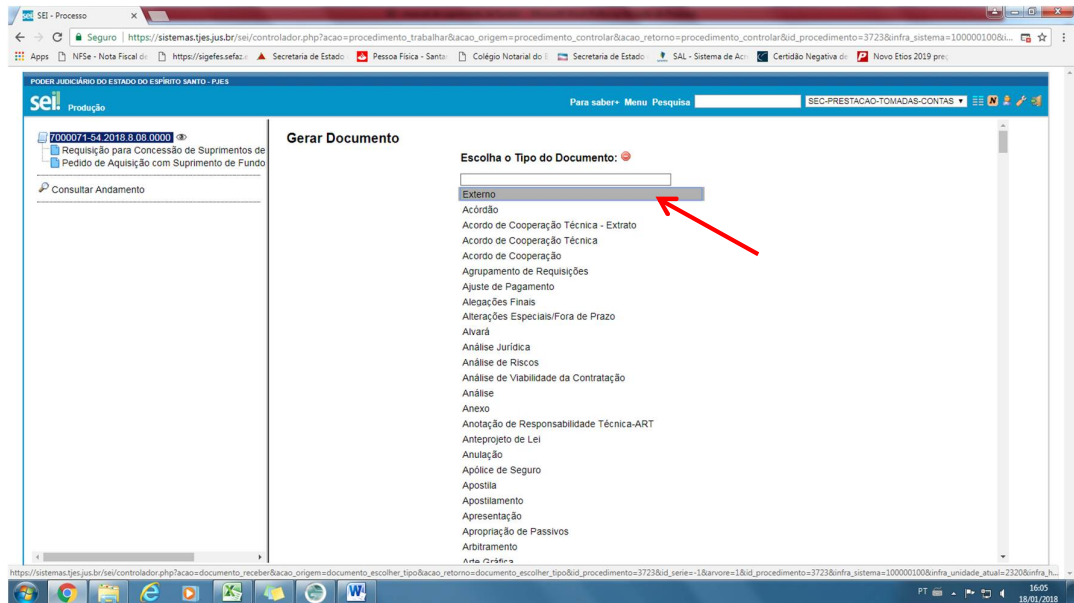 SEI - Processo
Seguro | https://sistemas.tjes.jus.br/sei/controlador.php?acao=procedimento_trabalhar&acao_origem=procedimento_controlar&acao_retorno=procedimento_controlar&id_procedimento=3723&infra_sistema=100000100&i...
Apps NFSe - Nota Fiscal de https://sigefes.sefaz.e Secretaria de Estado Pessoa Física - Santa Colégio Notarial do Secretaria de Estado SAL - Sistema de Acr Certidão Negativa de Novo Etios 2019 preç
PODER JUDICIÁRIO DO ESTADO DO ESPÍRITO SANTO - PJES
sei! Produção Para saber+ Menu Pesquisa SEC-PRESTACAO-TOMADAS-CONTAS
7000071-54.2018.8.08.0000
Requisição para Concessão de Suprimentos de
Pedido de Aquisição com Suprimento de Fundo
Consultar Andamento
Gerar Documento
Escolha o Tipo do Documento:
Externo
Acórdão
Acordo de Cooperação Técnica - Extrato
Acordo de Cooperação Técnica
Acordo de Cooperação
Agrupamento de Requisições
Ajuste de Pagamento
Alegações Finais
Alterações Especiais/Fora de Prazo
Alvará
Análise Jurídica
Análise de Riscos
Análise de Viabilidade da Contratação
Análise
Anexo
Anotação de Responsabilidade Técnica-ART
Anteprojeto de Lei
Anulação
Apólice de Seguro
Apostila
Apostilamento
Apresentação
Apropriação de Passivos
Arbitramento
Arte Gráfica
https://sistemas.tjes.jus.br/sei/controlador.php?acao=documento_receber&acao_origem=documento_escolher_tipo&acao_retorno=documento_escolher_tipo&id_procedimento=3723&id_serie=-1&arvore=1&id_procedimento=3723&infra_sistema=100000100&infra_unidade_atual=2320&infra_h...
PT 16:05
18/01/2018